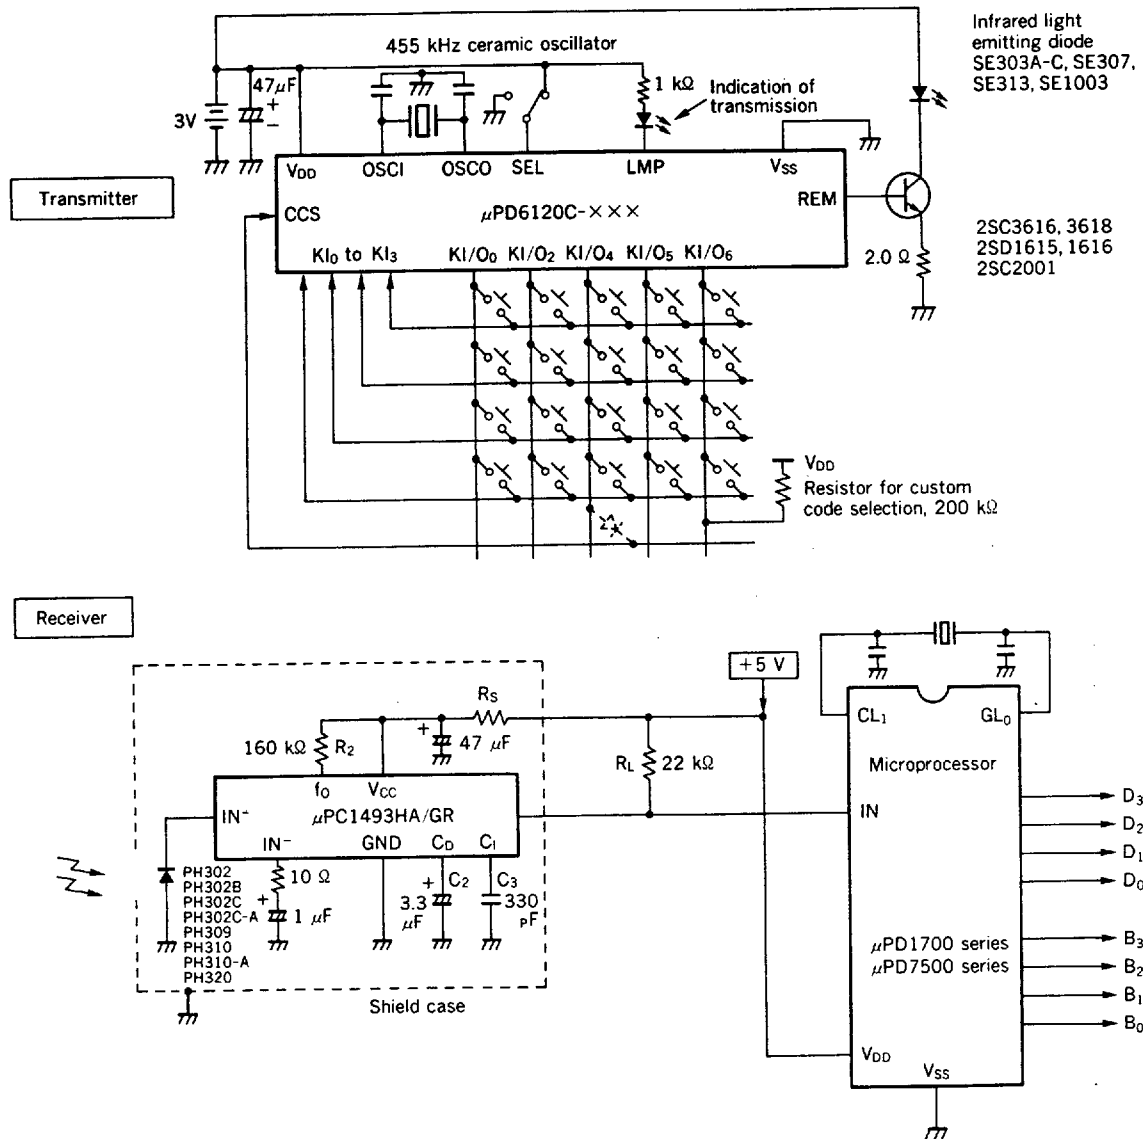 Infrared light
emitting diode
SE303A-C, SE307,
SE313, SE1003
455 kHz ceramic oscillator
47μF
+
−
3V
1 kΩ
Indication of
transmission
Transmitter
VDD
OSCI
OSCO
SEL
LMP
VSS
CCS
μPD6120C-×××
REM
KI0 to KI3
KI/O0
KI/O2
KI/O4
KI/O5
KI/O6
2.0 Ω
2SC3616, 3618
2SD1615, 1616
2SC2001
VDD
Resistor for custom
code selection, 200 kΩ
Receiver
+5 V
RS
+
47 μF
160 kΩ
R2
RL
22 kΩ
fO
VCC
μPC1493HA/GR
IN-
IN-
GND
CD
CI
10 Ω
+
1 μF
+
C2
3.3
μF
C3
330
pF
PH302
PH302B
PH302C
PH302C-A
PH309
PH310
PH310-A
PH320
Shield case
CL1
GL0
Microprocessor
IN
D3
D2
D1
D0
μPD1700 series
μPD7500 series
B3
B2
B1
B0
VDD
VSS